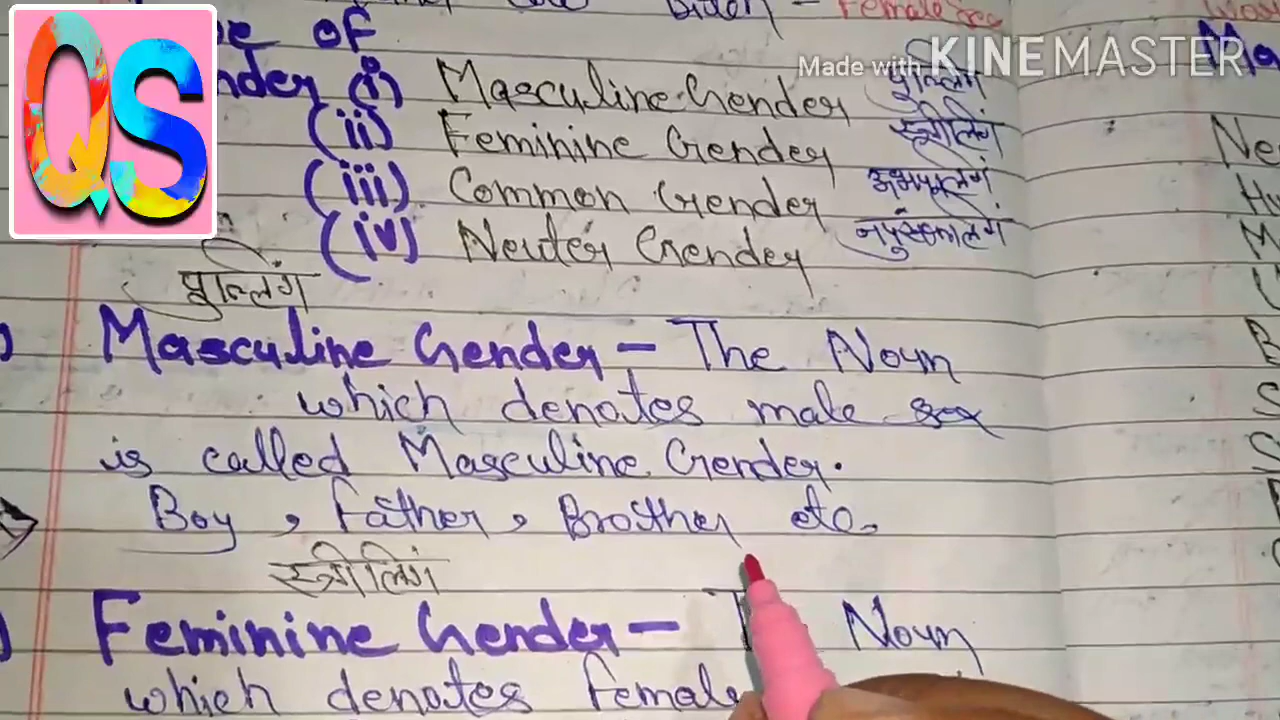 QS
Made with KINEMASTER
Female Sex
of
(i) Masculine Gender पुल्लिंग
(ii) Feminine Gender स्त्रीलिंग
(iii) Common Gender उभयलिंग
(iv) Neuter Gender नपुंसकलिंग
पुल्लिंग
Masculine Gender - The Noun
which denotes male sex
is called Masculine Gender.
Boy, Father, Brother etc.
स्त्रीलिंग
Feminine Gender - Noun
which denotes female